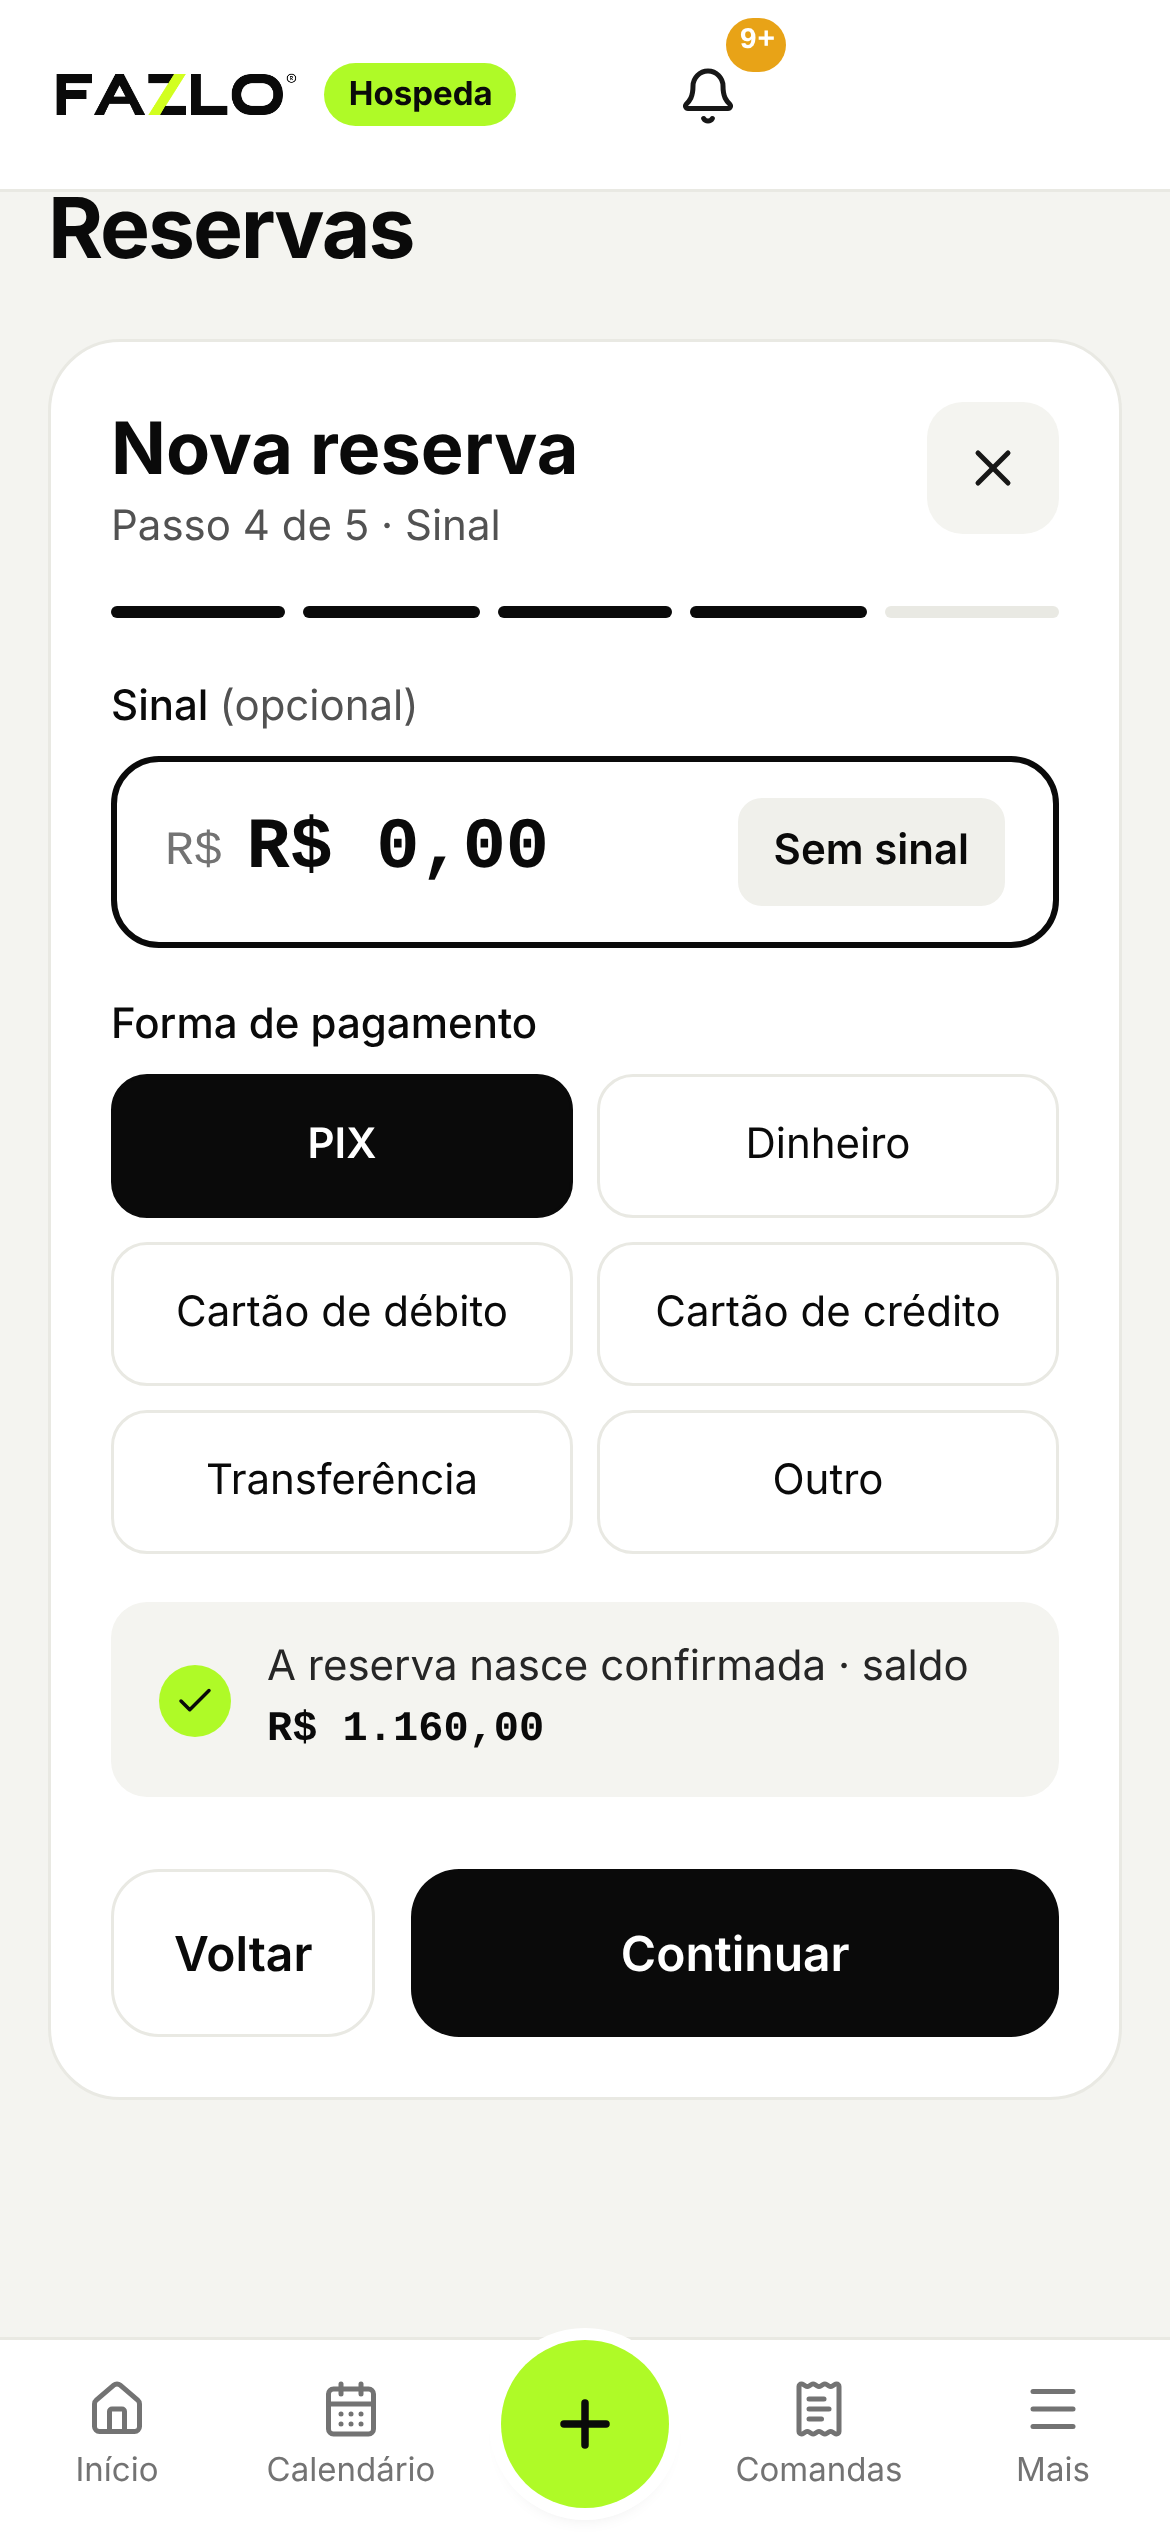 FAZLO® Hospeda 9+
Reservas
Nova reserva
Passo 4 de 5 · Sinal
Sinal (opcional)
R$ R$ 0,00 Sem sinal
Forma de pagamento
PIX Dinheiro
Cartão de débito Cartão de crédito
Transferência Outro
A reserva nasce confirmada · saldo
R$ 1.160,00
Voltar Continuar
Início Calendário Comandas Mais